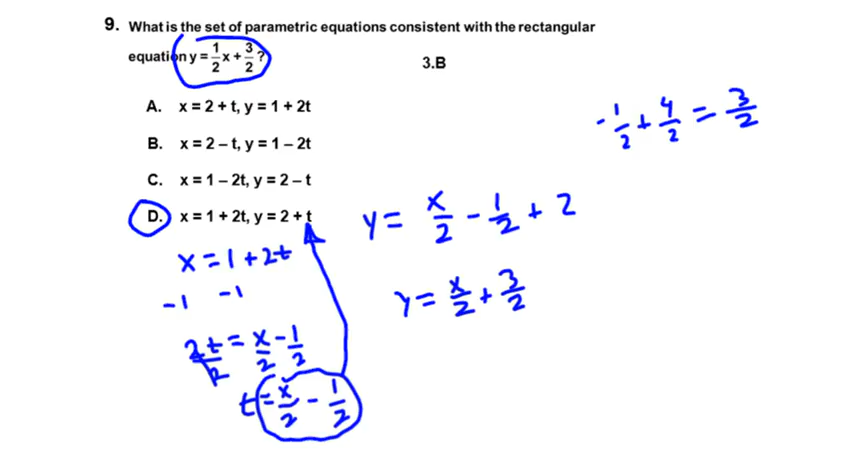 9. What is the set of parametric equations consistent with the rectangular
equation y = 1/2 x + 3/2 ?
3.B
-1/2 + 4/2 = 3/2
A. x = 2 + t, y = 1 + 2t
B. x = 2 – t, y = 1 – 2t
C. x = 1 – 2t, y = 2 – t
D. x = 1 + 2t, y = 2 + t
y = x/2 - 1/2 + 2
x = 1 + 2t
-1 -1
y = x/2 + 3/2
2t/2 = x/2 - 1/2
t = x/2 - 1/2